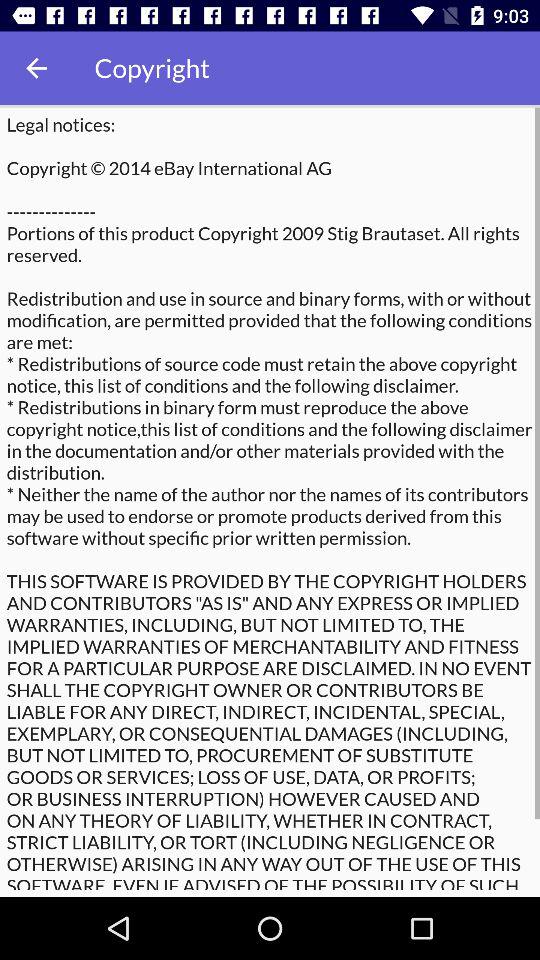 9:03
Copyright
Legal notices:
Copyright © 2014 eBay International AG
--------------
Portions of this product Copyright 2009 Stig Brautaset. All rights
reserved.
Redistribution and use in source and binary forms, with or without
modification, are permitted provided that the following conditions
are met:
* Redistributions of source code must retain the above copyright
notice, this list of conditions and the following disclaimer.
* Redistributions in binary form must reproduce the above
copyright notice,this list of conditions and the following disclaimer
in the documentation and/or other materials provided with the
distribution.
* Neither the name of the author nor the names of its contributors
may be used to endorse or promote products derived from this
software without specific prior written permission.
THIS SOFTWARE IS PROVIDED BY THE COPYRIGHT HOLDERS
AND CONTRIBUTORS "AS IS" AND ANY EXPRESS OR IMPLIED
WARRANTIES, INCLUDING, BUT NOT LIMITED TO, THE
IMPLIED WARRANTIES OF MERCHANTABILITY AND FITNESS
FOR A PARTICULAR PURPOSE ARE DISCLAIMED. IN NO EVENT
SHALL THE COPYRIGHT OWNER OR CONTRIBUTORS BE
LIABLE FOR ANY DIRECT, INDIRECT, INCIDENTAL, SPECIAL,
EXEMPLARY, OR CONSEQUENTIAL DAMAGES (INCLUDING,
BUT NOT LIMITED TO, PROCUREMENT OF SUBSTITUTE
GOODS OR SERVICES; LOSS OF USE, DATA, OR PROFITS;
OR BUSINESS INTERRUPTION) HOWEVER CAUSED AND
ON ANY THEORY OF LIABILITY, WHETHER IN CONTRACT,
STRICT LIABILITY, OR TORT (INCLUDING NEGLIGENCE OR
OTHERWISE) ARISING IN ANY WAY OUT OF THE USE OF THIS
SOFTWARE, EVEN IF ADVISED OF THE POSSIBILITY OF SUCH